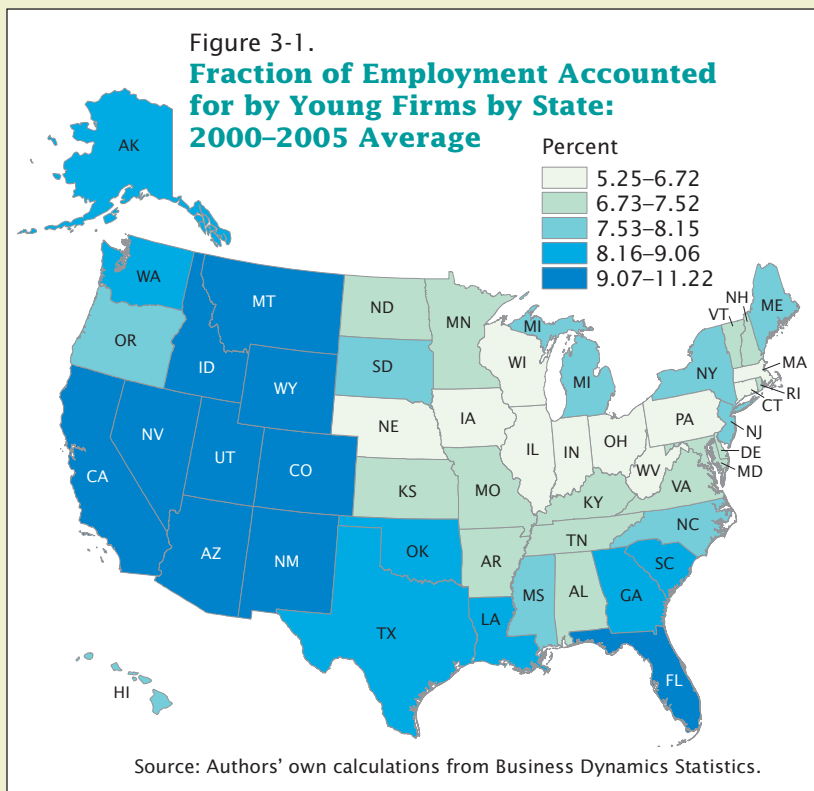 Figure 3-1.
Fraction of Employment Accounted
for by Young Firms by State:
2000–2005 Average
Percent
5.25–6.72
6.73–7.52
7.53–8.15
8.16–9.06
9.07–11.22
AK
WA
MT
ND
MN
MI
VT
NH
ME
OR
ID
SD
WI
MI
NY
MA
RI
CT
WY
NE
IA
PA
NJ
NV
UT
CO
IL
IN
OH
DE
MD
CA
KS
MO
WV
VA
KY
NC
TN
AZ
NM
OK
AR
SC
MS
AL
GA
TX
LA
FL
HI
Source: Authors' own calculations from Business Dynamics Statistics.